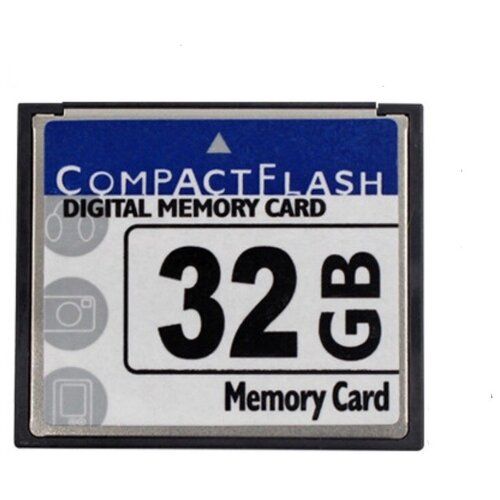 COMPACTFLASH
DIGITAL MEMORY CARD
32 GB
Memory Card